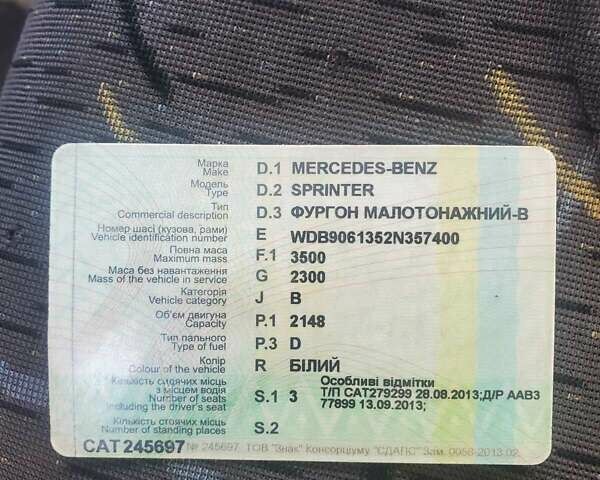 Марка D.1 MERCEDES-BENZ
Make
Модель D.2 SPRINTER
Type
Тип D.3 ФУРГОН МАЛОТОНАЖНИЙ-В
Commercial description
Номер шасі (кузова, рами) E WDB9061352N357400
Vehicle identification number
Повна маса F.1 3500
Maximum mass
Маса без навантаження G 2300
Mass of the vehicle in service
Категорія J B
Vehicle category
Об'єм двигуна P.1 2148
Capacity
Тип пального P.3 D
Type of fuel
Колір R БІЛИЙ
Colour of the vehicle
Кількість сидячих місць Особливі відмітки
з місцем водія Т/П САТ279299 28.08.2013;Д/Р ААВ3
Number of seats S.1 3 77899 13.09.2013;
including the driver's seat
Кількість стоячих місць S.2
Number of standing places
САТ 245697 № 245697. ТОВ "Знак" Консорціуму "ЄДАПС" Зам. 0056-2013.02.